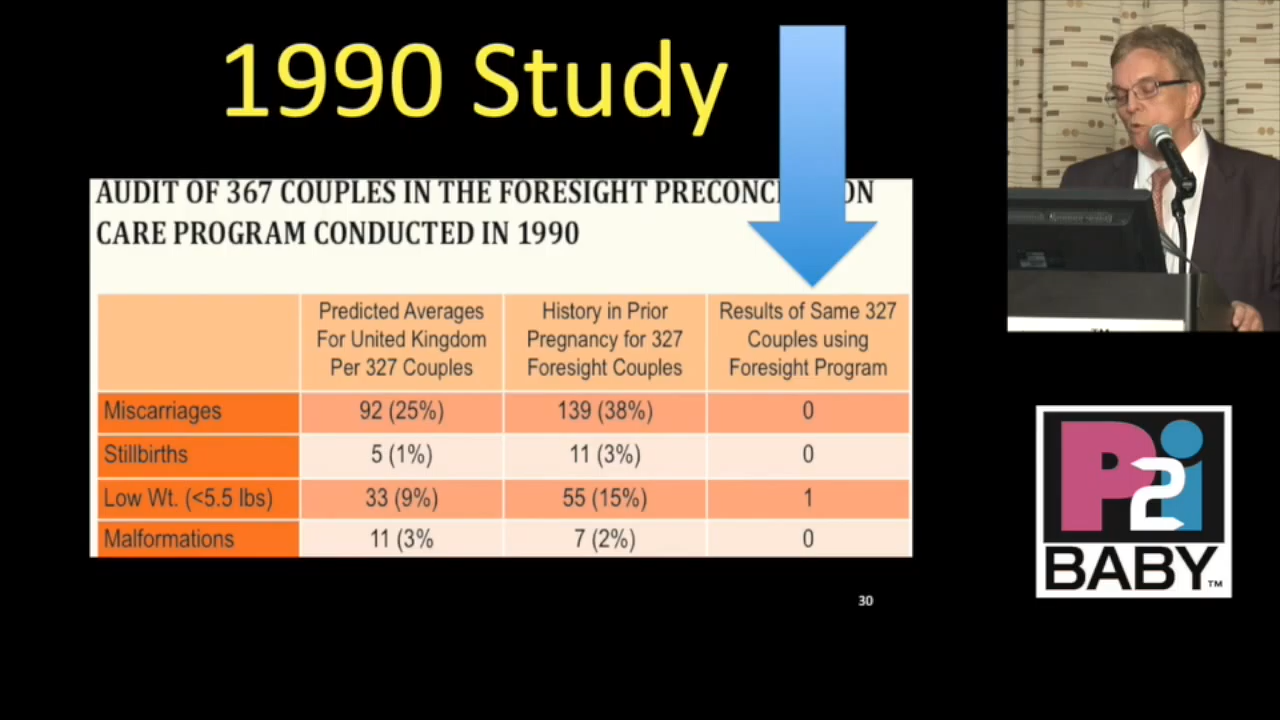 1990 Study
AUDIT OF 367 COUPLES IN THE FORESIGHT PRECONC ON
CARE PROGRAM CONDUCTED IN 1990
Predicted Averages
For United Kingdom
Per 327 Couples
History in Prior
Pregnancy for 327
Foresight Couples
Results of Same 327
Couples using
Foresight Program
Miscarriages 92 (25%) 139 (38%) 0
Stillbirths 5 (1%) 11 (3%) 0
Low Wt. (<5.5 lbs) 33 (9%) 55 (15%) 1
Malformations 11 (3% 7 (2%) 0
30
P2i
BABY™